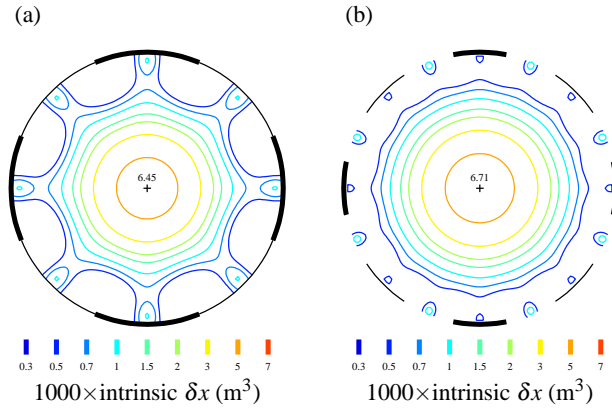 (a)
(b)
6.45
6.71
0.3 0.5 0.7 1 1.5 2 3 5 7
0.3 0.5 0.7 1 1.5 2 3 5 7
1000×intrinsic δx (m³)
1000×intrinsic δx (m³)